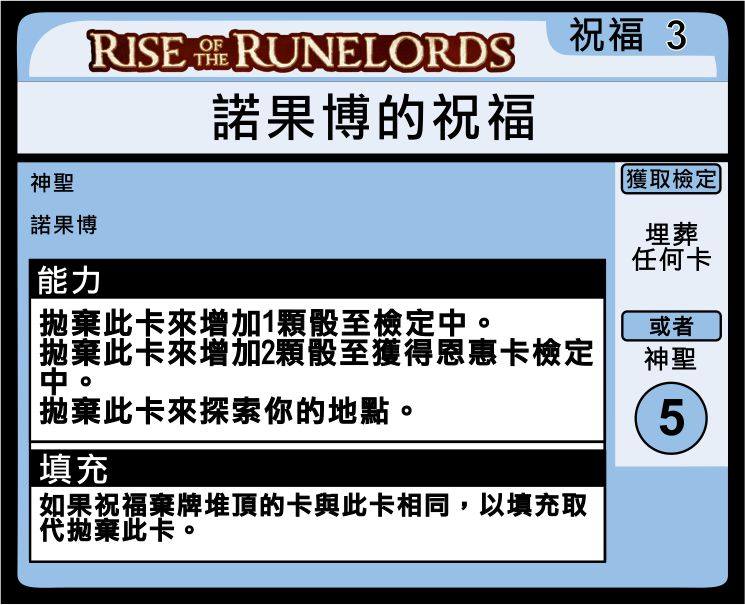 RISE OF THE RUNELORDS
祝福 3
諾果博的祝福
神聖
諾果博
獲取檢定
埋葬
任何卡
或者
神聖
5
能力
拋棄此卡來增加1顆骰至檢定中。
拋棄此卡來增加2顆骰至獲得恩惠卡檢定
中。
拋棄此卡來探索你的地點。
填充
如果祝福棄牌堆頂的卡與此卡相同，以填充取
代拋棄此卡。